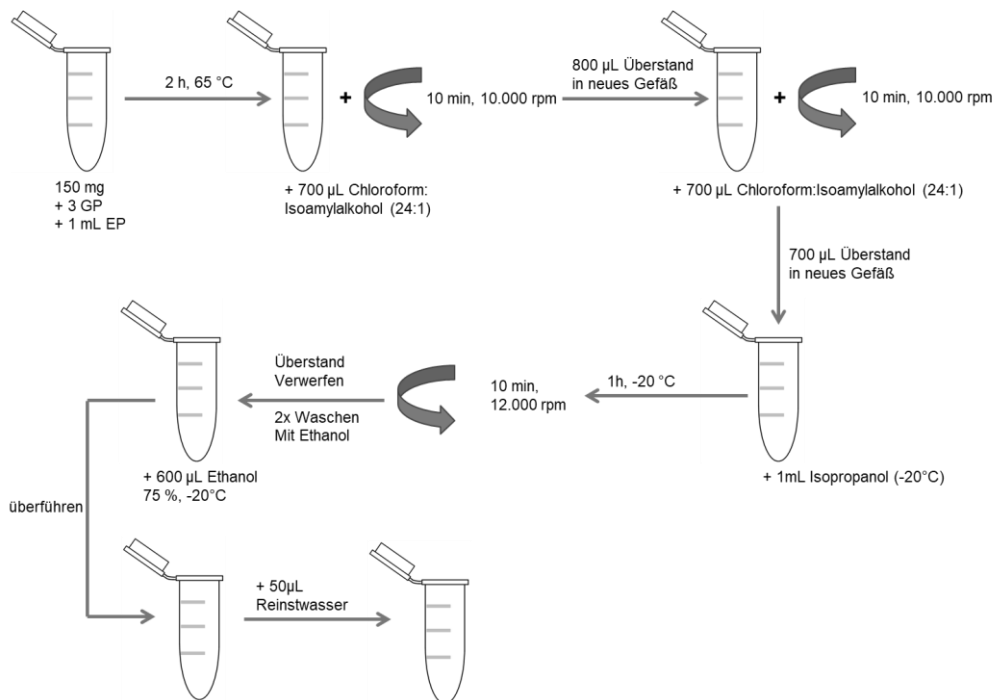 2 h, 65 °C
+
10 min, 10.000 rpm
800 µL Überstand
in neues Gefäß
+
10 min, 10.000 rpm
150 mg
+ 3 GP
+ 1 mL EP
+ 700 µL Chloroform:
Isoamylalkohol (24:1)
+ 700 µL Chloroform:Isoamylalkohol (24:1)
700 µL Überstand
in neues Gefäß
+ 1mL Isopropanol (-20°C)
1h, -20 °C
10 min,
12.000 rpm
Überstand
Verwerfen
2x Waschen
Mit Ethanol
+ 600 µL Ethanol
75 %, -20°C
überführen
+ 50µL
Reinstwasser